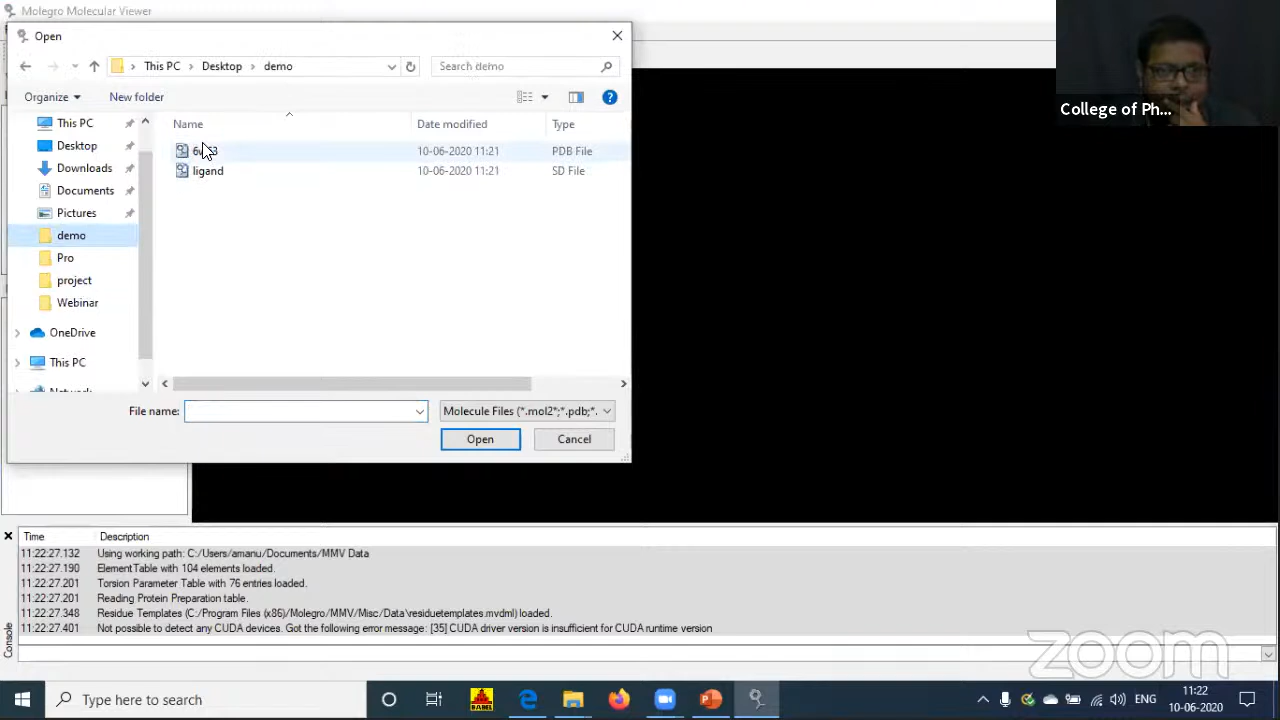 Molegro Molecular Viewer
Open
This PC Desktop demo
Search demo
College of Ph...
Organize
New folder
This PC
Desktop
Downloads
Documents
Pictures
demo
Pro
project
Webinar
OneDrive
This PC
Network
Name Date modified Type
10-06-2020 11:21 PDB File
ligand 10-06-2020 11:21 SD File
File name:
Molecule Files (*.mol2*;*.pdb;*.
Open
Cancel
Time Description
11:22:27.132 Using working path: C:/Users/amanu/Documents/MMV Data
11:22:27.190 ElementTable with 104 elements loaded.
11:22:27.201 Torsion Parameter Table with 76 entries loaded.
11:22:27.201 Reading Protein Preparation table.
11:22:27.348 Residue Templates (C:/Program Files (x86)/Molegro/MMV/Misc/Data\residuetemplates.mvdml) loaded.
11:22:27.401 Not possible to detect any CUDA devices. Got the following error message: [35] CUDA driver version is insufficient for CUDA runtime version
Console
zoom
Type here to search
ENG
11:22
10-06-2020